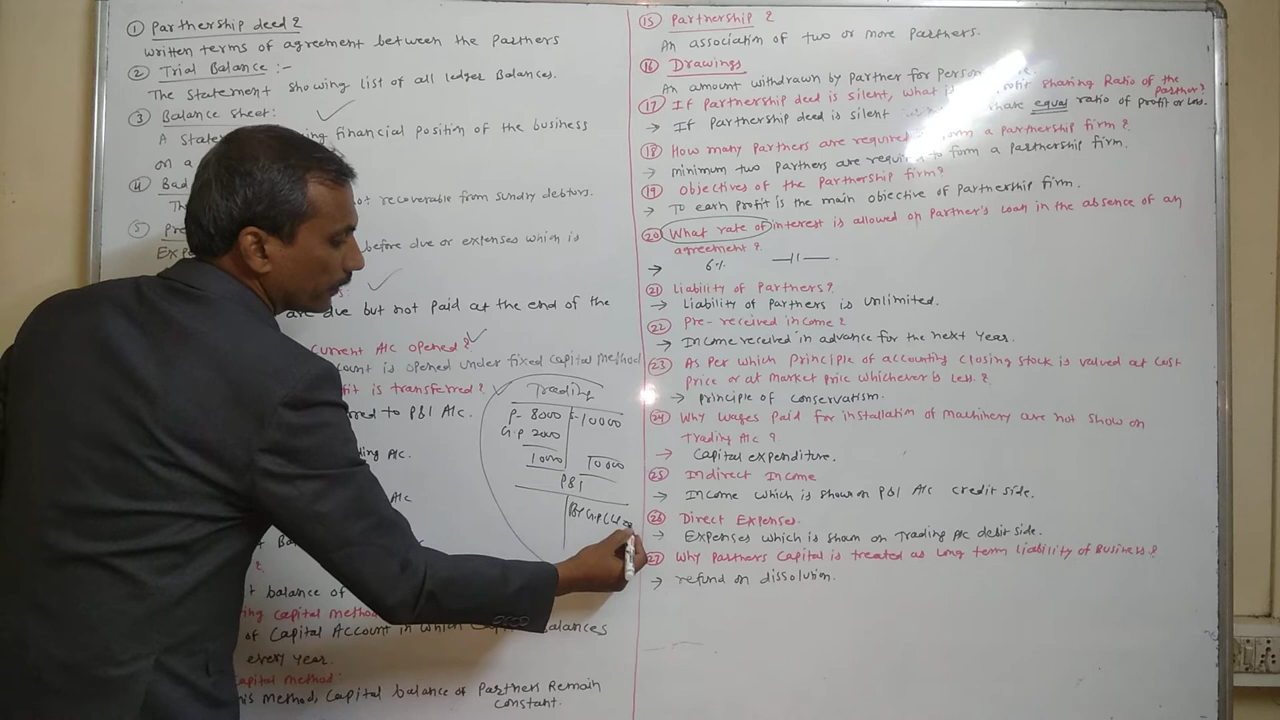 ① Partnership deed?
written terms of agreement between the Partners
② Trial Balance :-
The statement showing list of all ledger Balances.
③ Balance sheet:
A State financial position of the business
on a
④ Bad
not recoverable from sundry debtors.
⑤ Pre
Expe before due or expenses which is
are due but not paid at the end of the
Current A/c opened?
account is opened under fixed capital method
fit is transferred?
rred to P&L A/c.
A/c.
A/c
t balance of
ing capital method
of Capital Account in which Capital Balances
every year.
apital method:
his method, Capital balance of Partners Remain
constant.
Trading
P- 8000 10000
G.P 2000
10000 10000
P&L
By G.P
⑮ Partnership ?
An association of two or more partners.
⑯ Drawings
An amount withdrawn by Partner for
⑰ If Partnership deed is silent, what is Profit sharing Ratio of the
Partner?
→ If Partnership deed is silent share equal ratio of profit or loss.
⑱ How many Partners are required to form a partnership firm?
→ minimum two Partners are required to form a partnership firm.
⑲ Objectives of the Partnership firm?
→ To earn profit is the main objective of Partnership firm.
⑳ What rate of interest is allowed on Partner's Loan in the absence of an
agreement?
→ 6% —11—.
㉑ Liability of Partners?
→ Liability of Partners is unlimited.
㉒ Pre-received income?
→ Income received in advance for the next year.
㉓ As Per which Principle of accounting closing stock is valued at cost
Price or at market price whichever is less.?
→ Principle of conservatism.
㉔ Why wages Paid for installation of machinery are not show on
Trading A/c ?
→ Capital expenditure.
㉕ Indirect Income
→ Income which is shown on P&L A/c credit side.
㉖ Direct Expenses.
→ Expenses which is shown on Trading A/c debit side.
㉗ Why Partners Capital is treated as Long term liability of Business?
→ refund on dissolution.